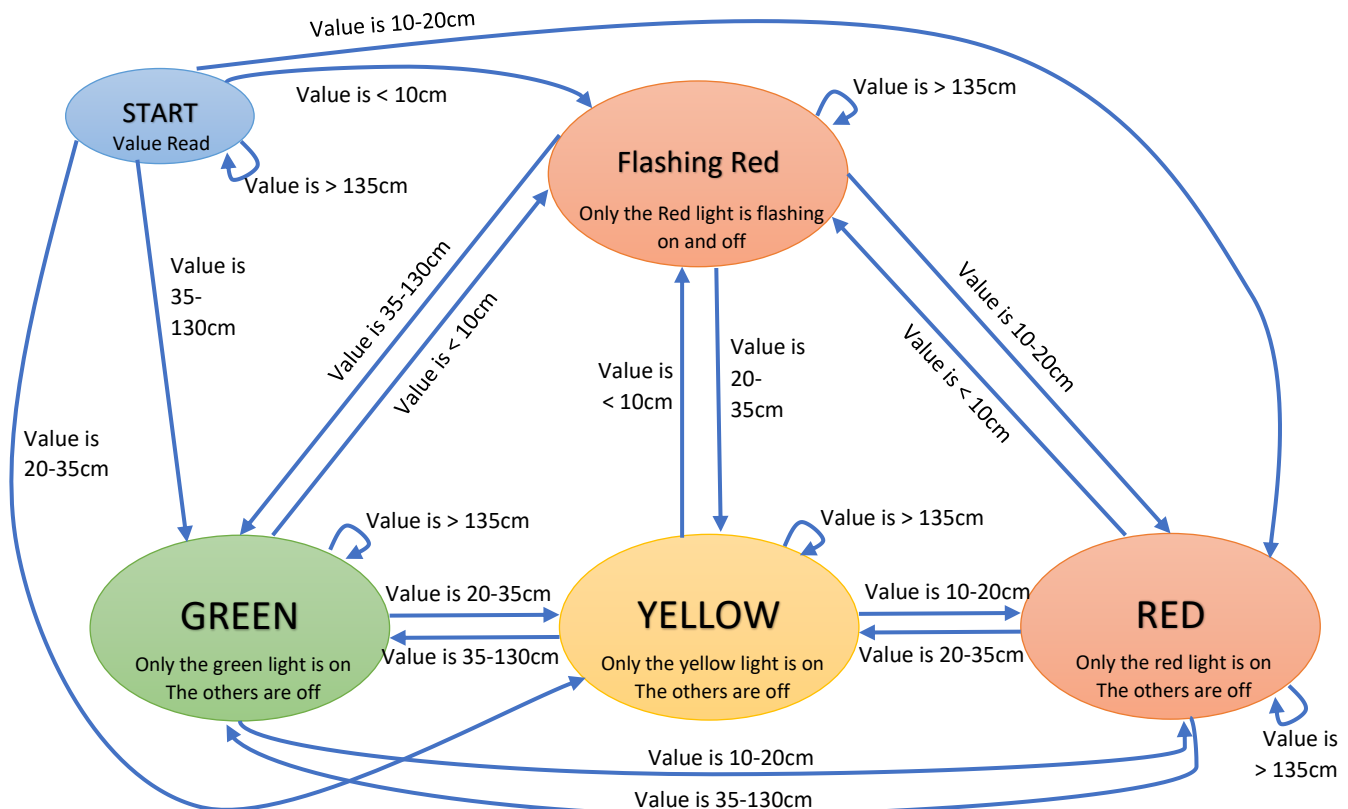 Value is 10-20cm
START
Value Read
Value is < 10cm
Value is > 135cm
Value is > 135cm
Flashing Red
Only the Red light is flashing
on and off
Value is
35-
130cm
Value is 35-130cm
Value is < 10cm
Value is
< 10cm
Value is
20-
35cm
Value is 10-20cm
Value is < 10cm
Value is
20-35cm
Value is > 135cm
Value is > 135cm
GREEN
Only the green light is on
The others are off
Value is 20-35cm
Value is 35-130cm
YELLOW
Only the yellow light is on
The others are off
Value is 10-20cm
Value is 20-35cm
RED
Only the red light is on
The others are off
Value is
> 135cm
Value is 10-20cm
Value is 35-130cm